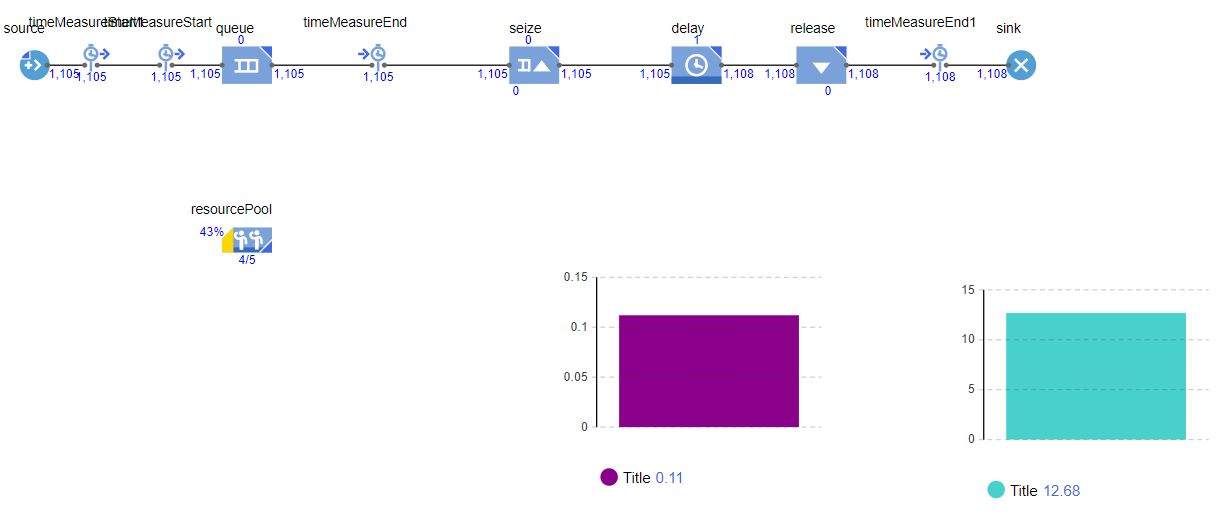 source
timeMeasureStart1
timeMeasureStart
queue
timeMeasureEnd
seize
delay
release
timeMeasureEnd1
sink
0
0
1
1,105
1,105
1,105
1,105
1,105
1,105
1,105
1,105
1,105
1,108
1,108
1,108
1,108
1,108
0
0
resourcePool
43%
4/5
0.15
0.1
0.05
0
Title 0.11
15
10
5
0
Title 12.68